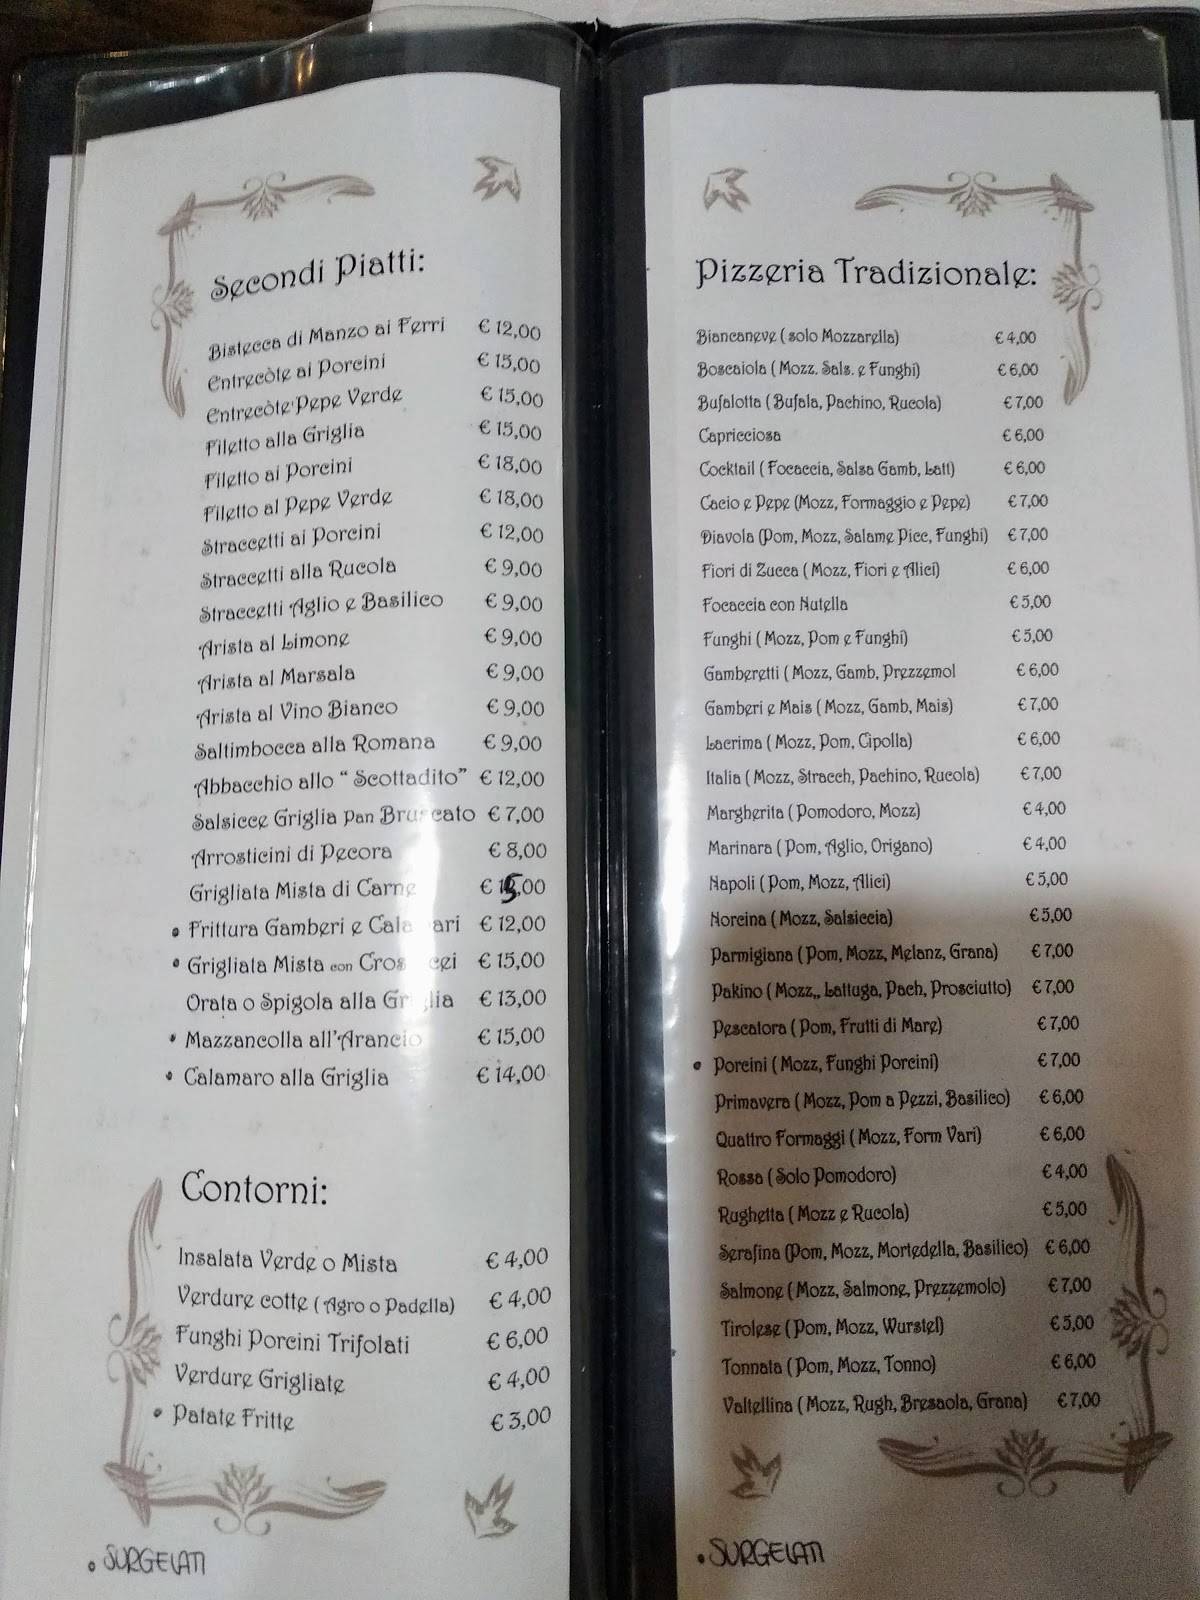 Secondi Piatti:
Bistecca di Manzo ai Ferri € 12,00
Entrecòte ai Porcini € 15,00
Entrecòte Pepe Verde € 15,00
Filetto alla Griglia € 15,00
Filetto ai Porcini € 18,00
Filetto al Pepe Verde € 18,00
Straccetti ai Porcini € 12,00
Straccetti alla Rucola € 9,00
Straccetti Aglio e Basilico € 9,00
Arista al Limone € 9,00
Arista al Marsala € 9,00
Arista al Vino Bianco € 9,00
Saltimbocca alla Romana € 9,00
Abbacchio allo “ Scottadito” € 12,00
Salsicce Griglia Pan Bruscato € 7,00
Arrosticini di Pecora € 8,00
Grigliata Mista di Carne € 15,00
• Frittura Gamberi e Calamari € 12,00
• Grigliata Mista con Crostacei € 15,00
Orata o Spigola alla Griglia € 13,00
• Mazzancolla all'Arancio € 15,00
• Calamaro alla Griglia € 14,00
Contorni:
Insalata Verde o Mista € 4,00
Verdure cotte ( Agro o Padella) € 4,00
Funghi Porcini Trifolati € 6,00
Verdure Grigliate € 4,00
• Patate Fritte € 3,00
• SURGELATI
Pizzeria Tradizionale:
Biancaneve ( solo Mozzarella) € 4,00
Boscaiola ( Mozz. Sals. e Funghi) € 6,00
Bufalotta ( Bufala, Pachino, Rucola) € 7,00
Capricciosa € 6,00
Cocktail ( Focaccia, Salsa Gamb, Latt) € 6,00
Cacio e Pepe (Mozz, Formaggio e Pepe) € 7,00
Diavola (Pom, Mozz, Salame Picc, Funghi) € 7,00
Fiori di Zucca ( Mozz, Fiori e Alici) € 6,00
Focaccia con Nutella € 5,00
Funghi ( Mozz, Pom e Funghi) € 5,00
Gamberetti ( Mozz, Gamb, Prezzemol € 6,00
Gamberi e Mais ( Mozz, Gamb, Mais) € 7,00
Lacrima ( Mozz, Pom, Cipolla) € 6,00
Italia ( Mozz, Stracch, Pachino, Rucola) € 7,00
Margherita ( Pomodoro, Mozz) € 4,00
Marinara ( Pom, Aglio, Origano) € 4,00
Napoli ( Pom, Mozz, Alici) € 5,00
Norcina ( Mozz, Salsiccia) € 5,00
Parmigiana ( Pom, Mozz, Melanz, Grana) € 7,00
Pakino ( Mozz,, Lattuga, Pach, Prosciutto) € 7,00
Pescatora ( Pom, Frutti di Mare) € 7,00
• Porcini ( Mozz, Funghi Porcini) € 7,00
Primavera ( Mozz, Pom a Pezzi, Basilico) € 6,00
Quattro Formaggi ( Mozz, Form Vari) € 6,00
Rossa ( Solo Pomodoro) € 4,00
Rughetta ( Mozz e Rucola) € 5,00
Serafina (Pom, Mozz, Mortedella, Basilico) € 6,00
Salmone ( Mozz, Salmone, Prezzemolo) € 7,00
Tirolese ( Pom, Mozz, Wurstel) € 5,00
Tonnata ( Pom, Mozz, Tonno) € 6,00
Valtellina ( Mozz, Rugh, Bresaola, Grana) € 7,00
• SURGELATI